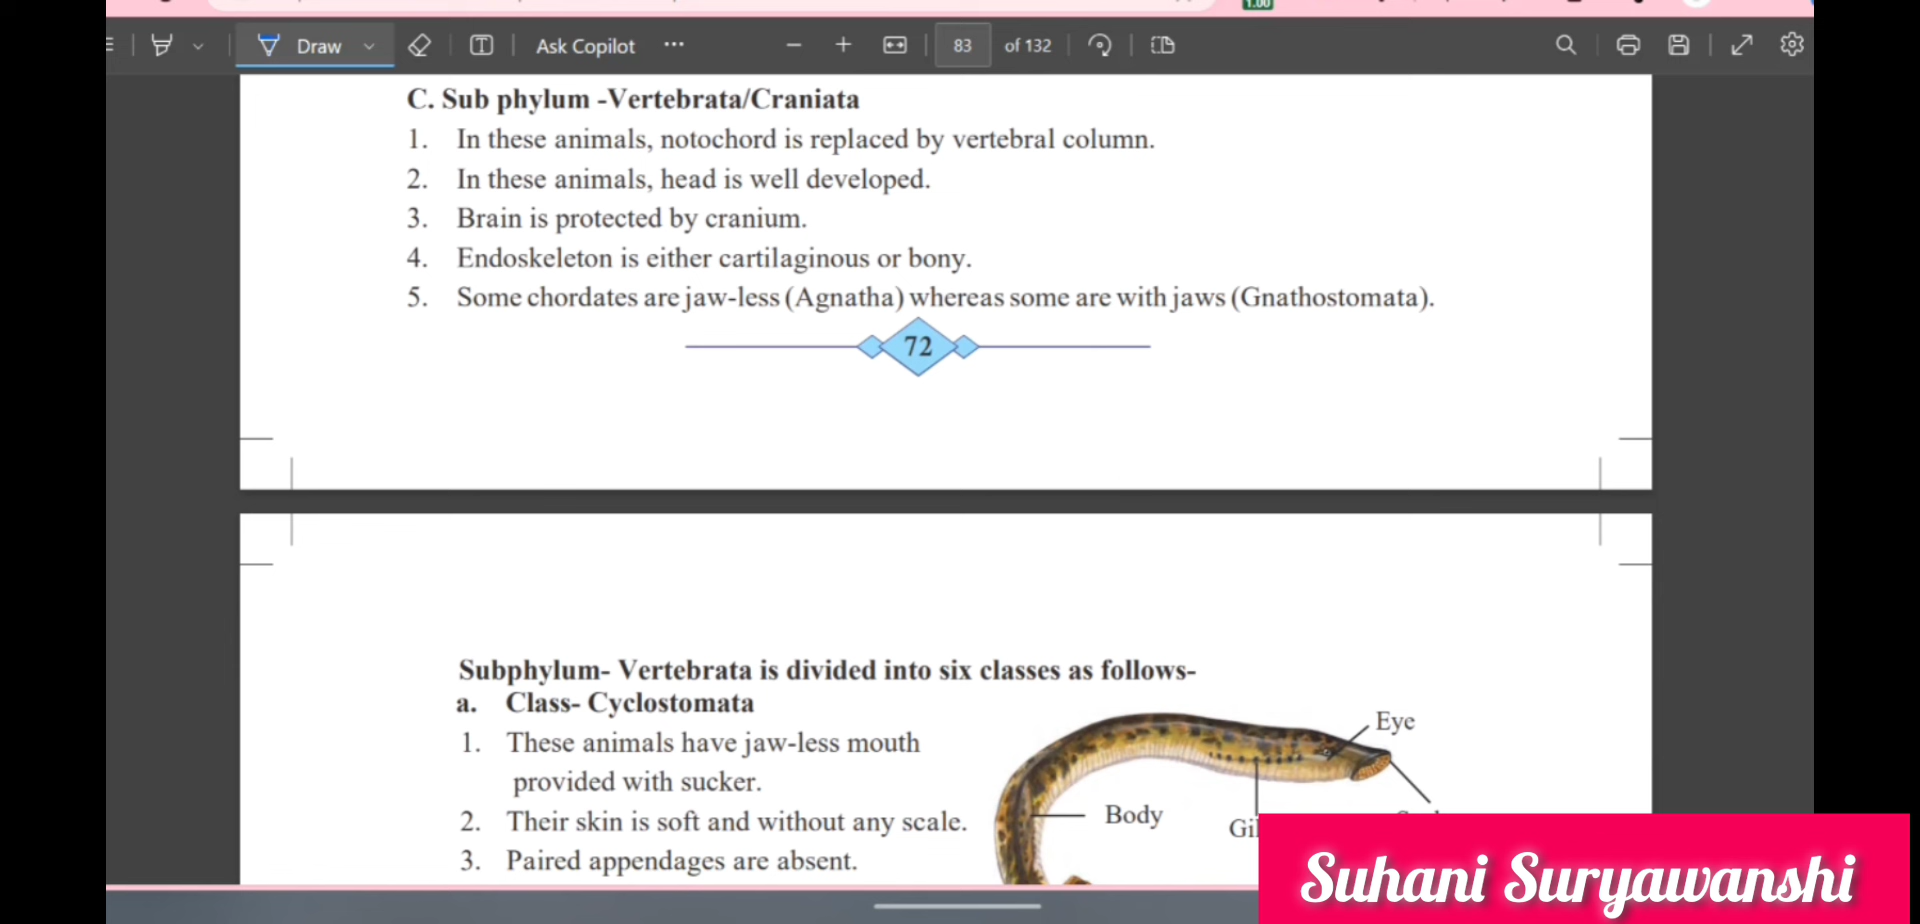 Draw
Ask Copilot
83 of 132
1.00
C. Sub phylum -Vertebrata/Craniata
1. In these animals, notochord is replaced by vertebral column.
2. In these animals, head is well developed.
3. Brain is protected by cranium.
4. Endoskeleton is either cartilaginous or bony.
5. Some chordates are jaw-less (Agnatha) whereas some are with jaws (Gnathostomata).
72
Subphylum- Vertebrata is divided into six classes as follows-
a. Class- Cyclostomata
1. These animals have jaw-less mouth
provided with sucker.
2. Their skin is soft and without any scale.
3. Paired appendages are absent.
Eye
Body
Suhani Suryawanshi